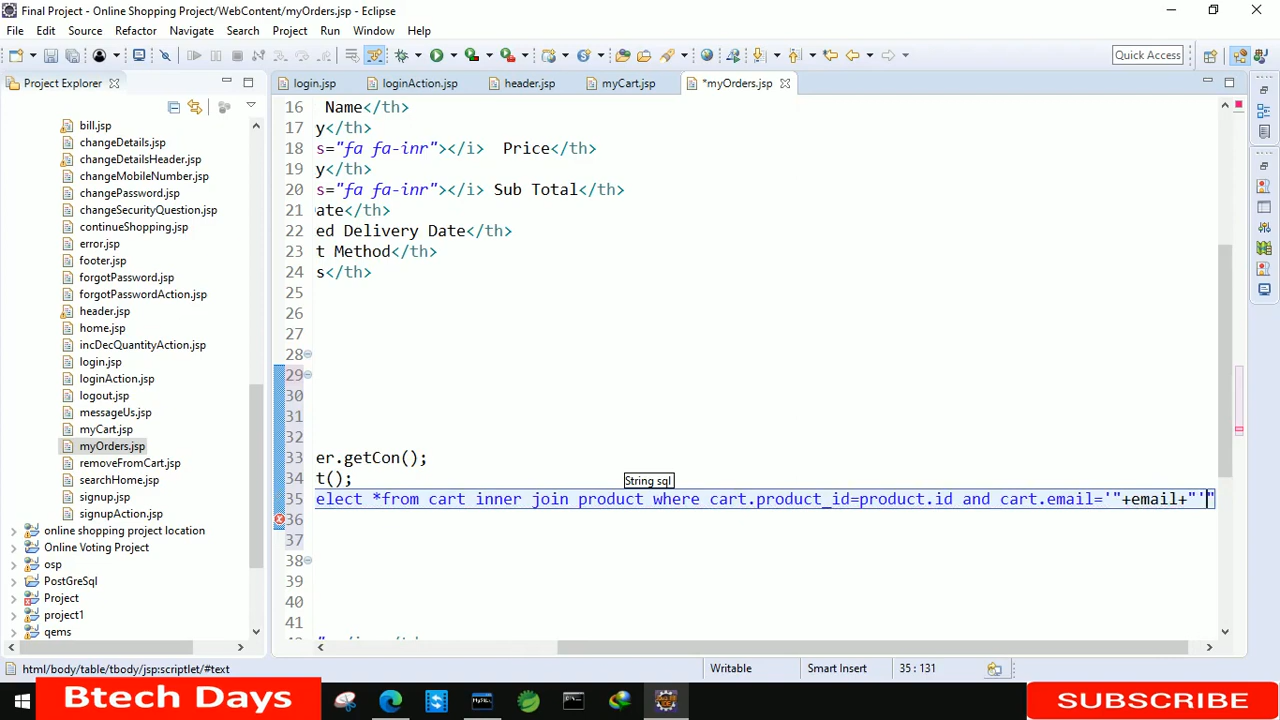 Final Project - Online Shopping Project/WebContent/myOrders.jsp - Eclipse
File Edit Source Refactor Navigate Search Project Run Window Help
Quick Access
Project Explorer
login.jsp loginAction.jsp header.jsp myCart.jsp *myOrders.jsp
bill.jsp
changeDetails.jsp
changeDetailsHeader.jsp
changeMobileNumber.jsp
changePassword.jsp
changeSecurityQuestion.jsp
continueShopping.jsp
error.jsp
footer.jsp
forgotPassword.jsp
forgotPasswordAction.jsp
header.jsp
home.jsp
incDecQuantityAction.jsp
login.jsp
loginAction.jsp
logout.jsp
messageUs.jsp
myCart.jsp
myOrders.jsp
removeFromCart.jsp
searchHome.jsp
signup.jsp
signupAction.jsp
online shopping project location
Online Voting Project
osp
PostGreSql
Project
project1
qems
16 Name</th>
17 y</th>
18 s="fa fa-inr"></i> Price</th>
19 y</th>
20 s="fa fa-inr"></i> Sub Total</th>
21 ate</th>
22 ed Delivery Date</th>
23 t Method</th>
24 s</th>
25
26
27
28
29
30
31
32
33 er.getCon();
34 t();
String sql
35 elect *from cart inner join product where cart.product_id=product.id and cart.email='"+email+"'"
36
37
38
39
40
41
html/body/table/tbody/jsp:scriptlet/#text
Writable Smart Insert 35 : 131
Btech Days
SUBSCRIBE